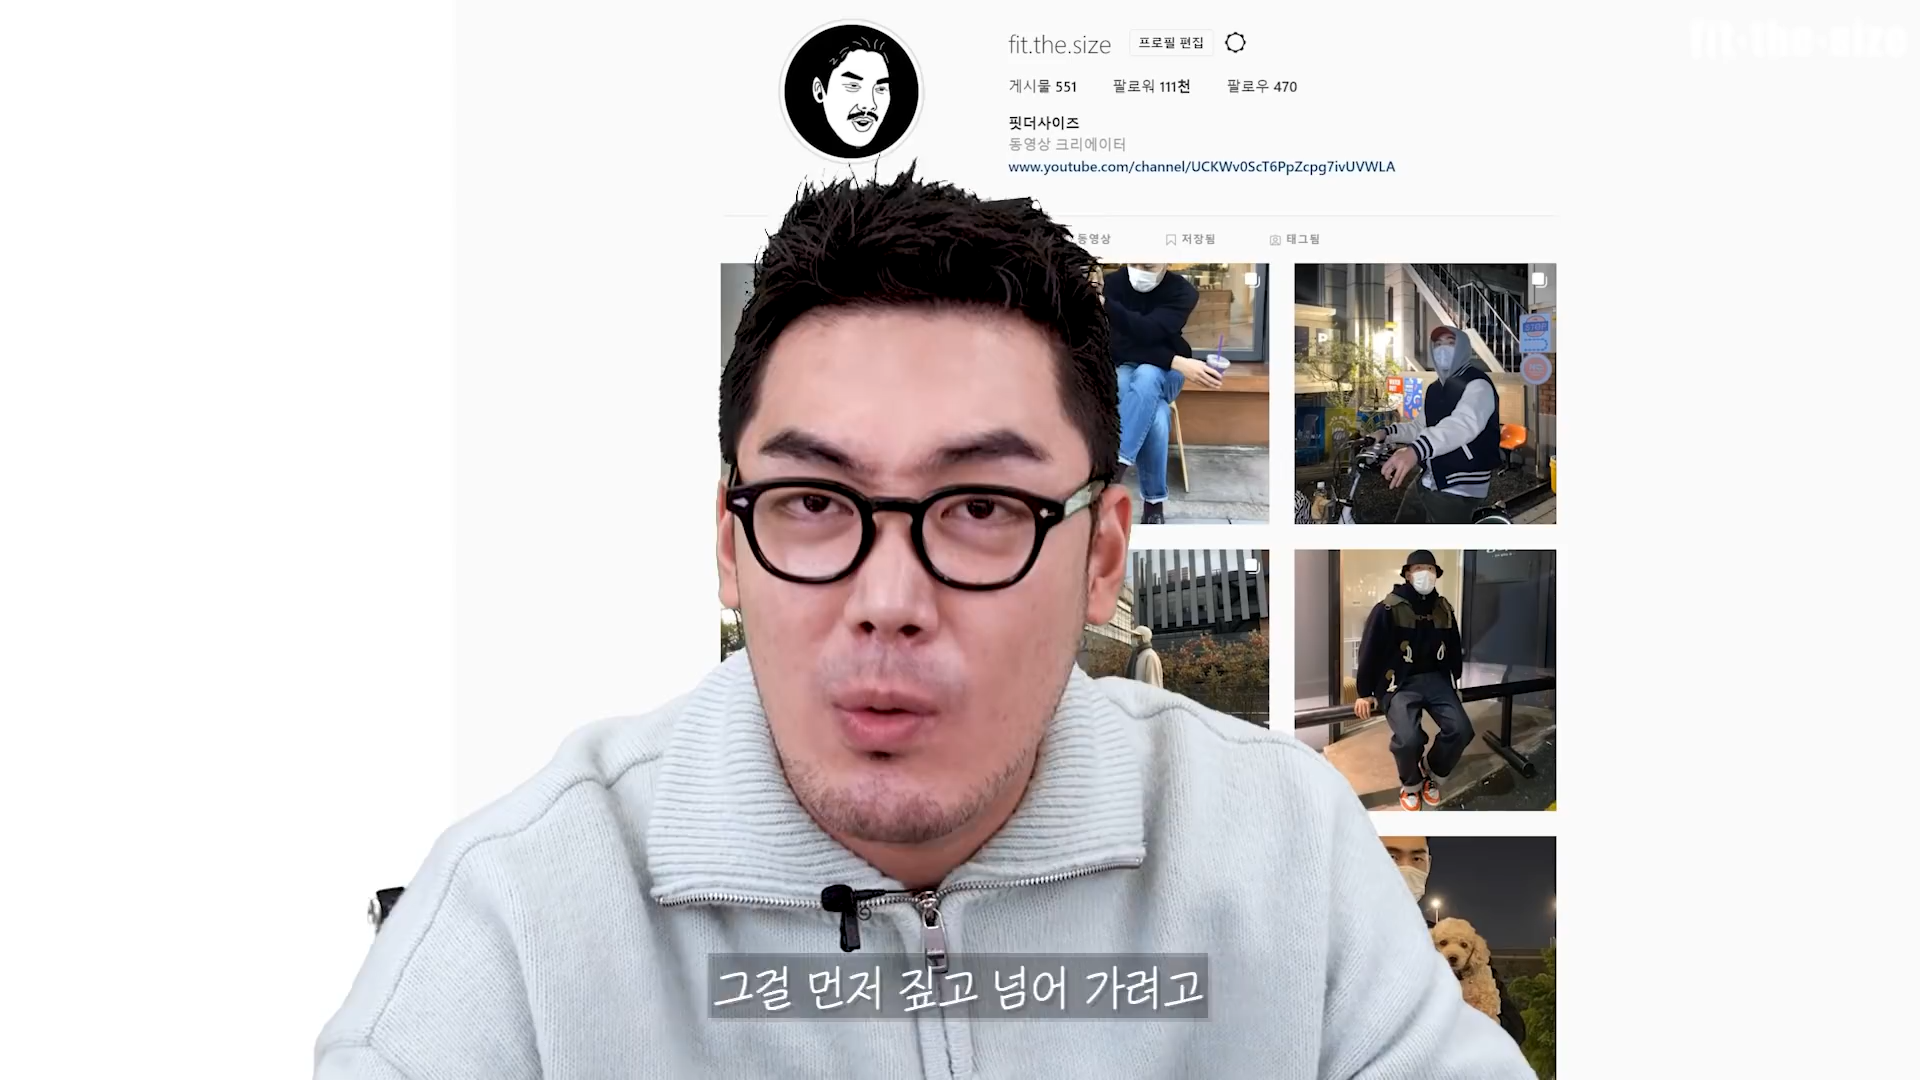 fit·the·size
fit.the.size 프로필 편집
게시물 551 팔로워 111천 팔로우 470
핏더사이즈
동영상 크리에이터
www.youtube.com/channel/UCKWv0ScT6PpZcpg7ivUVWLA
동영상 저장됨 태그됨
그걸 먼저 짚고 넘어 가려고